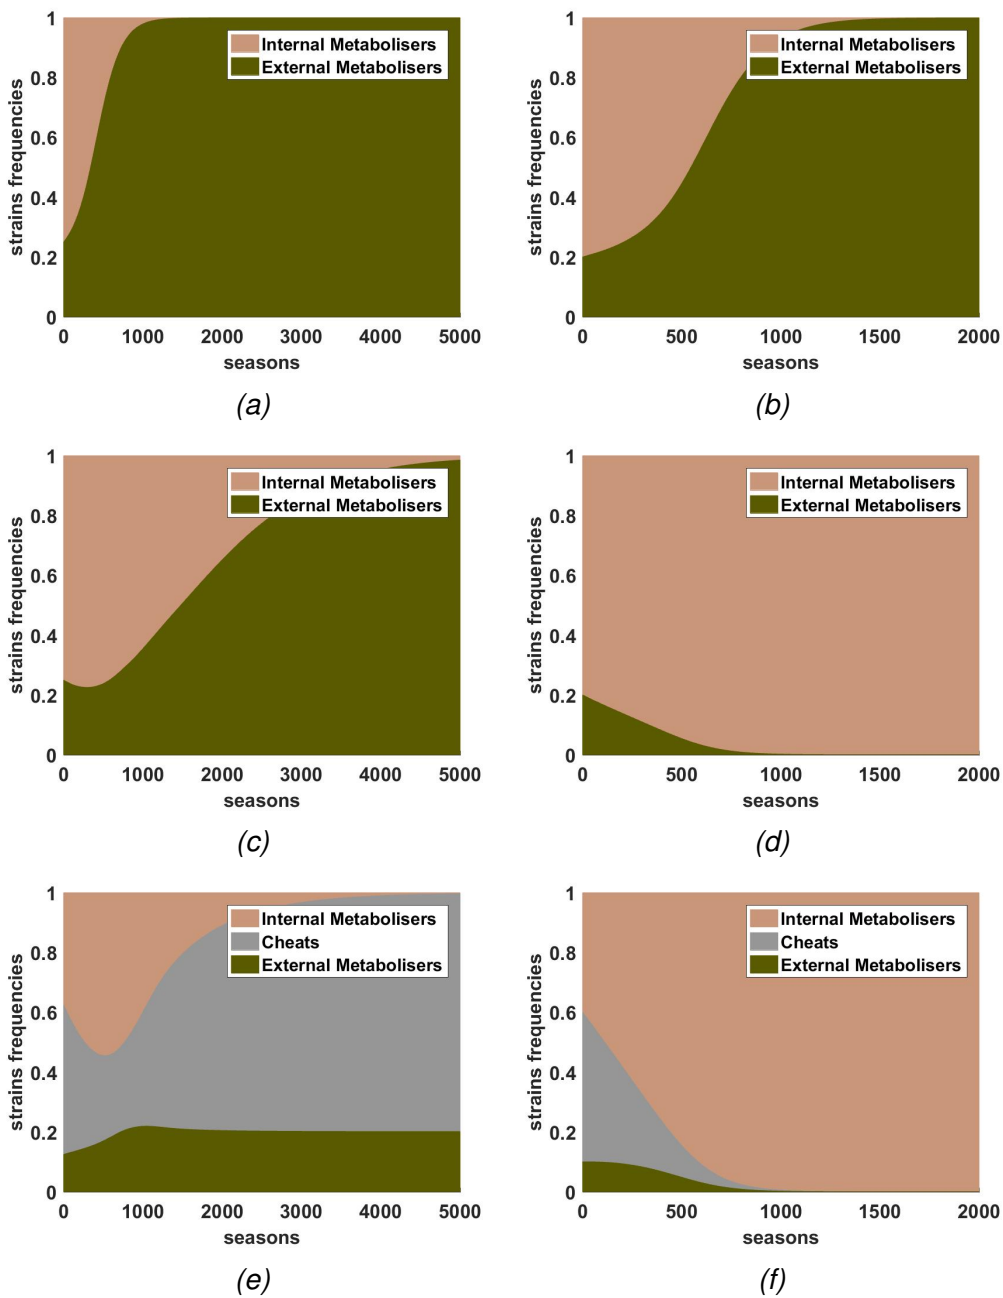 1
0.8
0.6
0.4
0.2
0
strains frequencies
Internal Metabolisers
External Metabolisers
0 1000 2000 3000 4000 5000
seasons
(a)
1
0.8
0.6
0.4
0.2
0
strains frequencies
Internal Metabolisers
External Metabolisers
0 500 1000 1500 2000
seasons
(b)
1
0.8
0.6
0.4
0.2
0
strains frequencies
Internal Metabolisers
External Metabolisers
0 1000 2000 3000 4000 5000
seasons
(c)
1
0.8
0.6
0.4
0.2
0
strains frequencies
Internal Metabolisers
External Metabolisers
0 500 1000 1500 2000
seasons
(d)
1
0.8
0.6
0.4
0.2
0
strains frequencies
Internal Metabolisers
Cheats
External Metabolisers
0 1000 2000 3000 4000 5000
seasons
(e)
1
0.8
0.6
0.4
0.2
0
strains frequencies
Internal Metabolisers
Cheats
External Metabolisers
0 500 1000 1500 2000
seasons
(f)